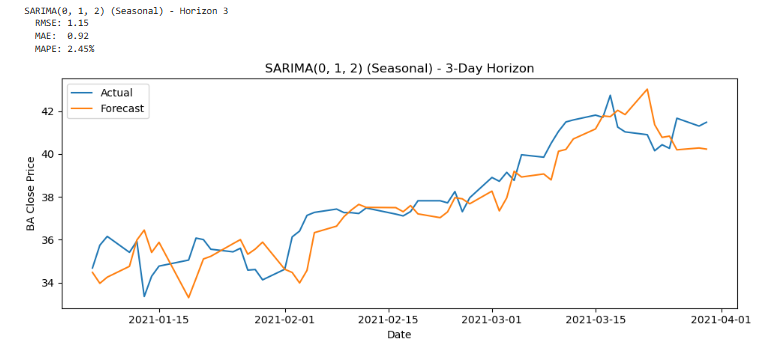 SARIMA(0, 1, 2) (Seasonal) - Horizon 3
RMSE: 1.15
MAE: 0.92
MAPE: 2.45%
SARIMA(0, 1, 2) (Seasonal) - 3-Day Horizon
Actual
Forecast
42
40
38
36
34
BA Close Price
2021-01-15
2021-02-01
2021-02-15
2021-03-01
2021-03-15
2021-04-01
Date